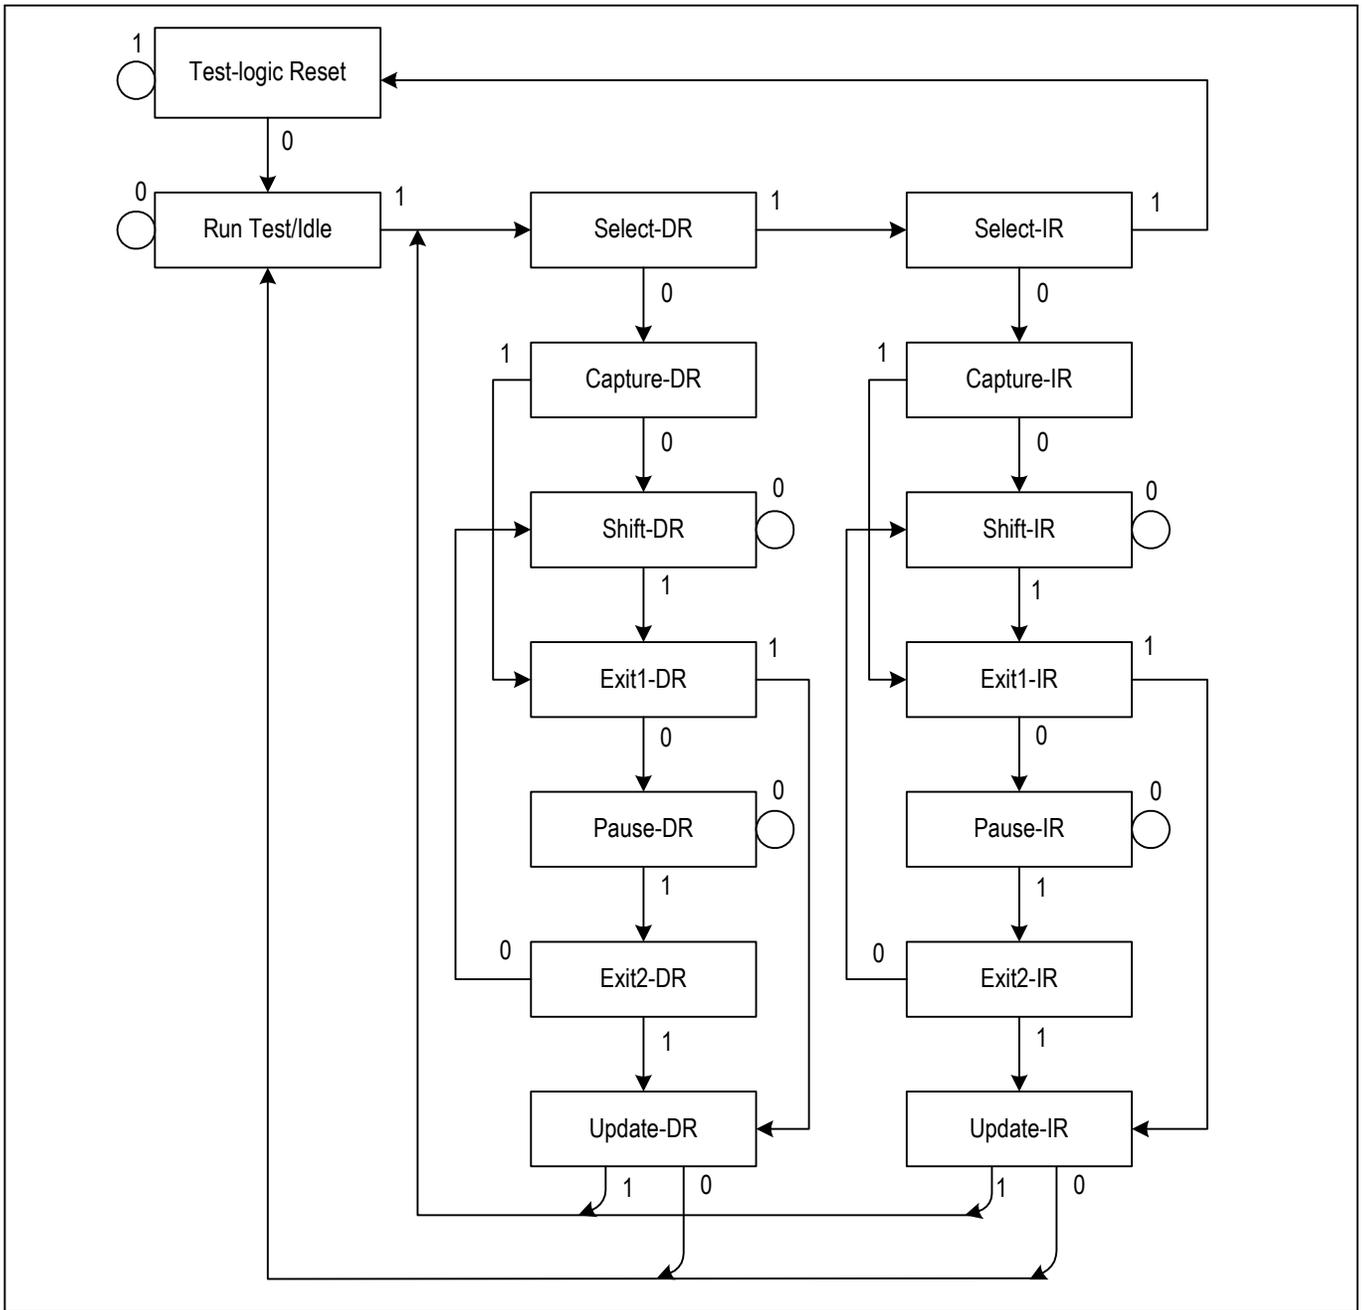 1
Test-logic Reset
0
0
Run Test/Idle
1
Select-DR
1
Select-IR
1
0
0
1
Capture-DR
1
Capture-IR
0
0
Shift-DR
0
Shift-IR
0
1
1
Exit1-DR
1
Exit1-IR
1
0
0
Pause-DR
0
Pause-IR
0
1
1
0
Exit2-DR
0
Exit2-IR
1
1
Update-DR
Update-IR
1
0
1
0